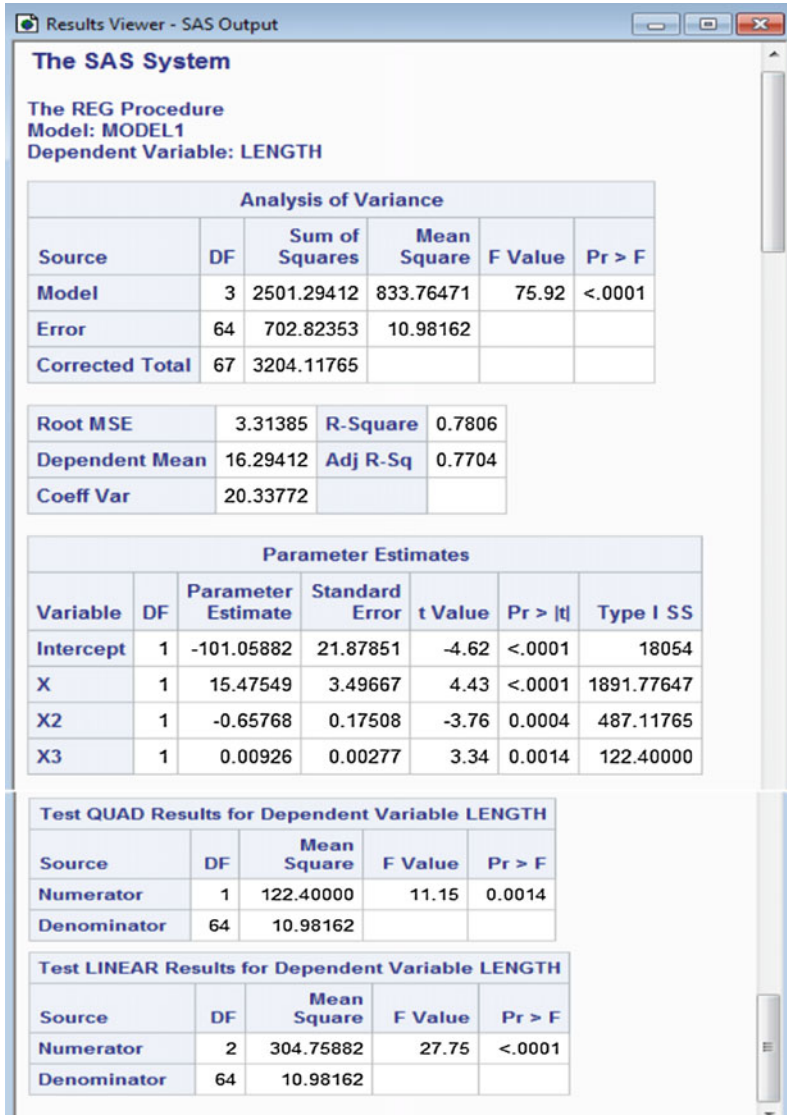 Results Viewer - SAS Output
The SAS System
The REG Procedure
Model: MODEL1
Dependent Variable: LENGTH
Analysis of Variance
Source DF Sum of Squares Mean Square F Value Pr > F
Model 3 2501.29412 833.76471 75.92 <.0001
Error 64 702.82353 10.98162
Corrected Total 67 3204.11765
Root MSE 3.31385 R-Square 0.7806
Dependent Mean 16.29412 Adj R-Sq 0.7704
Coeff Var 20.33772
Parameter Estimates
Variable DF Parameter Estimate Standard Error t Value Pr > |t| Type I SS
Intercept 1 -101.05882 21.87851 -4.62 <.0001 18054
X 1 15.47549 3.49667 4.43 <.0001 1891.77647
X2 1 -0.65768 0.17508 -3.76 0.0004 487.11765
X3 1 0.00926 0.00277 3.34 0.0014 122.40000
Test QUAD Results for Dependent Variable LENGTH
Source DF Mean Square F Value Pr > F
Numerator 1 122.40000 11.15 0.0014
Denominator 64 10.98162
Test LINEAR Results for Dependent Variable LENGTH
Source DF Mean Square F Value Pr > F
Numerator 2 304.75882 27.75 <.0001
Denominator 64 10.98162